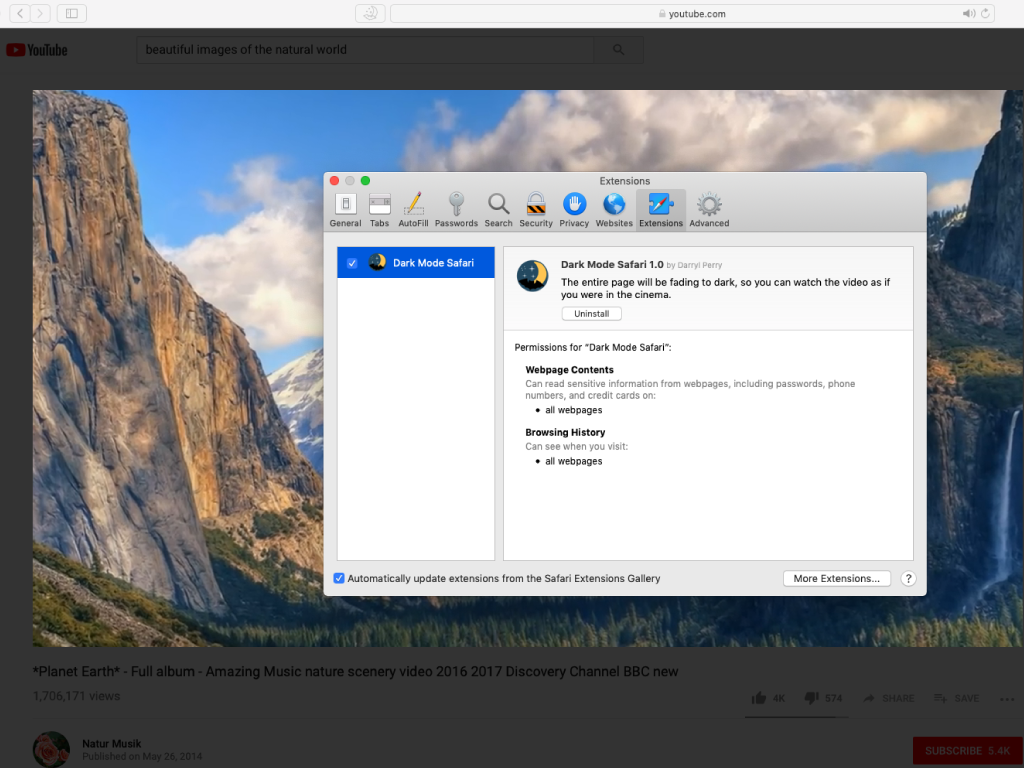 youtube.com
YouTube
beautiful images of the natural world
Extensions
General Tabs AutoFill Passwords Search Security Privacy Websites Extensions Advanced
Dark Mode Safari
Dark Mode Safari 1.0 by Darryl Perry
The entire page will be fading to dark, so you can watch the video as if
you were in the cinema.
Uninstall
Permissions for “Dark Mode Safari”:
Webpage Contents
Can read sensitive information from webpages, including passwords, phone
numbers, and credit cards on:
• all webpages
Browsing History
Can see when you visit:
• all webpages
Automatically update extensions from the Safari Extensions Gallery
More Extensions...
?
*Planet Earth* - Full album - Amazing Music nature scenery video 2016 2017 Discovery Channel BBC new
1,706,171 views
4K 574 SHARE SAVE
Natur Musik
Published on May 26, 2014
SUBSCRIBE 5.4K